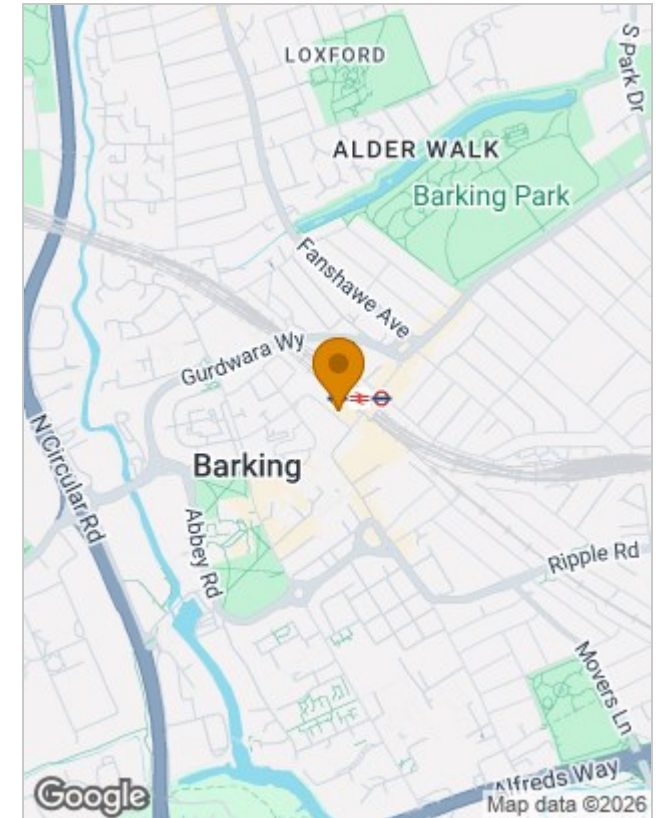 LOXFORD
S Park Dr
ALDER WALK
Barking Park
Fanshawe Ave
Gurdwara Wy
Barking
N Circular Rd
Abbey Rd
Ripple Rd
Movers Ln
Alfreds Way
Google
Map data ©2026